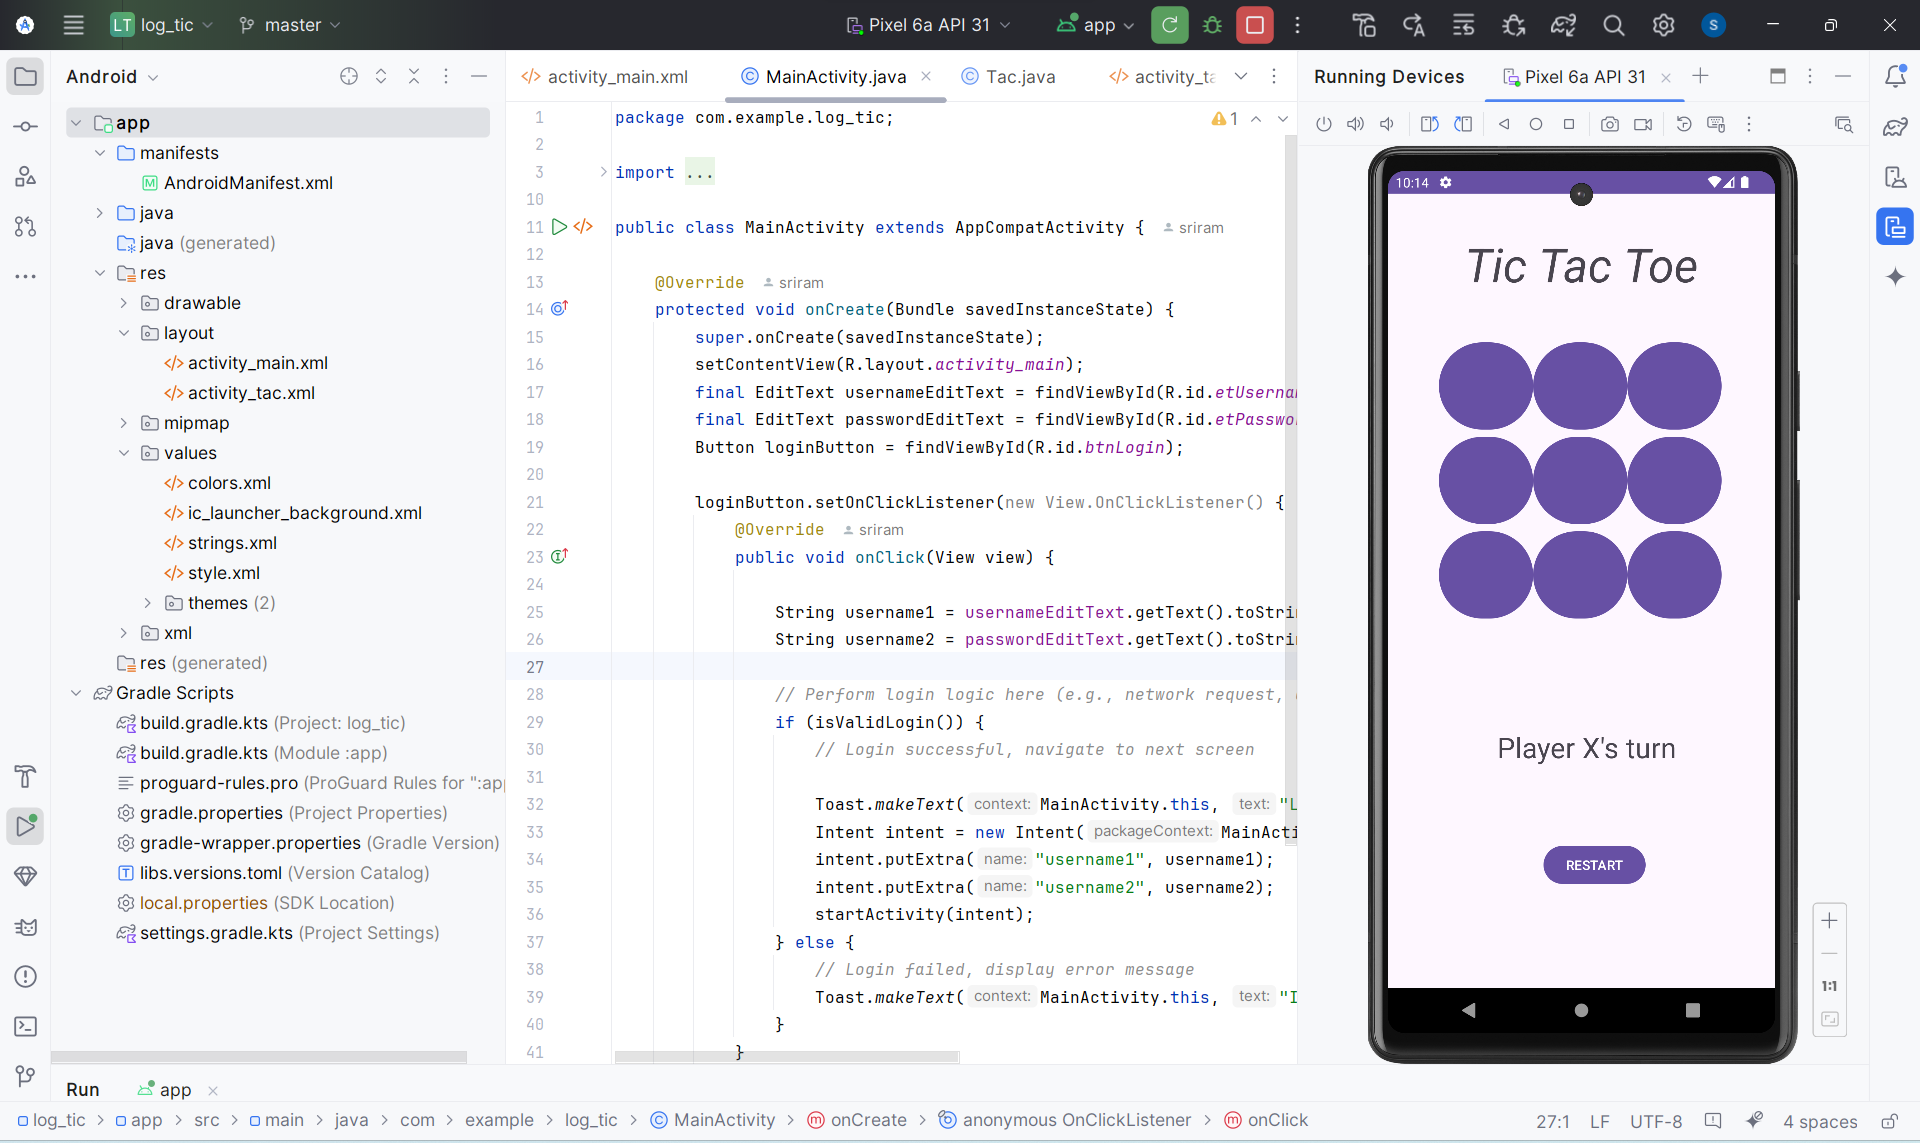 LT log_tic master Pixel 6a API 31 app S
Android
app
manifests
AndroidManifest.xml
java
java (generated)
res
drawable
layout
activity_main.xml
activity_tac.xml
mipmap
values
colors.xml
ic_launcher_background.xml
strings.xml
style.xml
themes (2)
xml
res (generated)
Gradle Scripts
build.gradle.kts (Project: log_tic)
build.gradle.kts (Module :app)
proguard-rules.pro (ProGuard Rules for ":app
gradle.properties (Project Properties)
gradle-wrapper.properties (Gradle Version)
libs.versions.toml (Version Catalog)
local.properties (SDK Location)
settings.gradle.kts (Project Settings)
activity_main.xml MainActivity.java Tac.java activity_ta
1 package com.example.log_tic; 1
2
3 import ...
10
11 public class MainActivity extends AppCompatActivity { sriram
12
13 @Override sriram
14 protected void onCreate(Bundle savedInstanceState) {
15 super.onCreate(savedInstanceState);
16 setContentView(R.layout.activity_main);
17 final EditText usernameEditText = findViewById(R.id.etUserna
18 final EditText passwordEditText = findViewById(R.id.etPasswo
19 Button loginButton = findViewById(R.id.btnLogin);
20
21 loginButton.setOnClickListener(new View.OnClickListener() {
22 @Override sriram
23 public void onClick(View view) {
24
25 String username1 = usernameEditText.getText().toStri
26 String username2 = passwordEditText.getText().toStri
27
28 // Perform login logic here (e.g., network request,
29 if (isValidLogin()) {
30 // Login successful, navigate to next screen
31
32 Toast.makeText( context: MainActivity.this, text: "L
33 Intent intent = new Intent( packageContext: MainActi
34 intent.putExtra( name: "username1", username1);
35 intent.putExtra( name: "username2", username2);
36 startActivity(intent);
37 } else {
38 // Login failed, display error message
39 Toast.makeText( context: MainActivity.this, text: "I
40 }
41 }
Running Devices Pixel 6a API 31
10:14
Tic Tac Toe
Player X's turn
RESTART
1:1
Run app
log_tic > app > src > main > java > com > example > log_tic > MainActivity > onCreate > anonymous OnClickListener > onClick 27:1 LF UTF-8 4 spaces